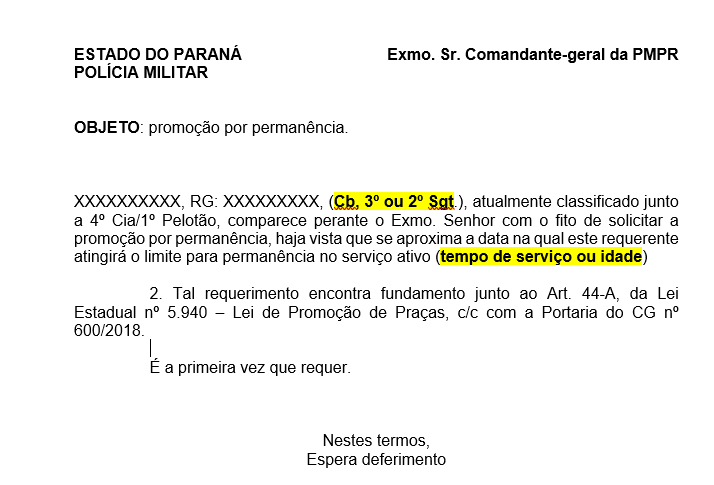 ESTADO DO PARANÁ Exmo. Sr. Comandante-geral da PMPR
POLÍCIA MILITAR
OBJETO: promoção por permanência.
XXXXXXXXXX, RG: XXXXXXXXX, (Cb, 3º ou 2º Sgt.), atualmente classificado junto
a 4º Cia/1º Pelotão, comparece perante o Exmo. Senhor com o fito de solicitar a
promoção por permanência, haja vista que se aproxima a data na qual este requerente
atingirá o limite para permanência no serviço ativo (tempo de serviço ou idade)
2. Tal requerimento encontra fundamento junto ao Art. 44-A, da Lei
Estadual nº 5.940 – Lei de Promoção de Praças, c/c com a Portaria do CG nº
600/2018.
É a primeira vez que requer.
Nestes termos,
Espera deferimento